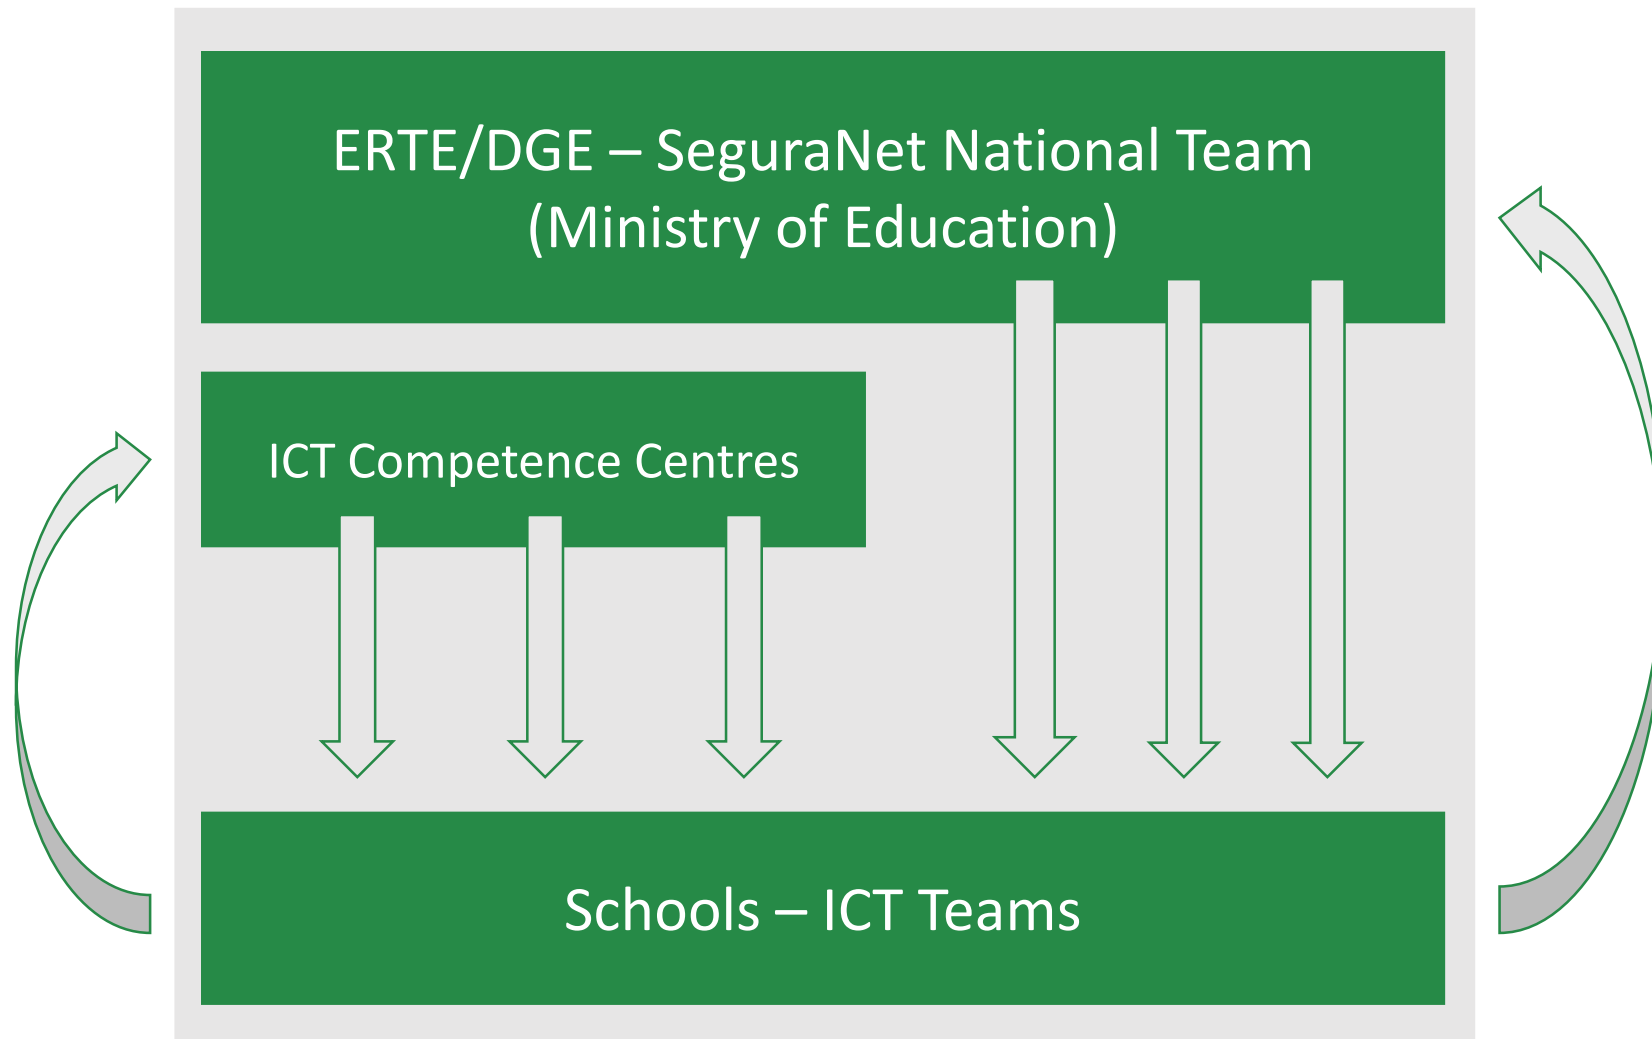 ERTE/DGE – SeguraNet National Team
(Ministry of Education)
ICT Competence Centres
Schools – ICT Teams